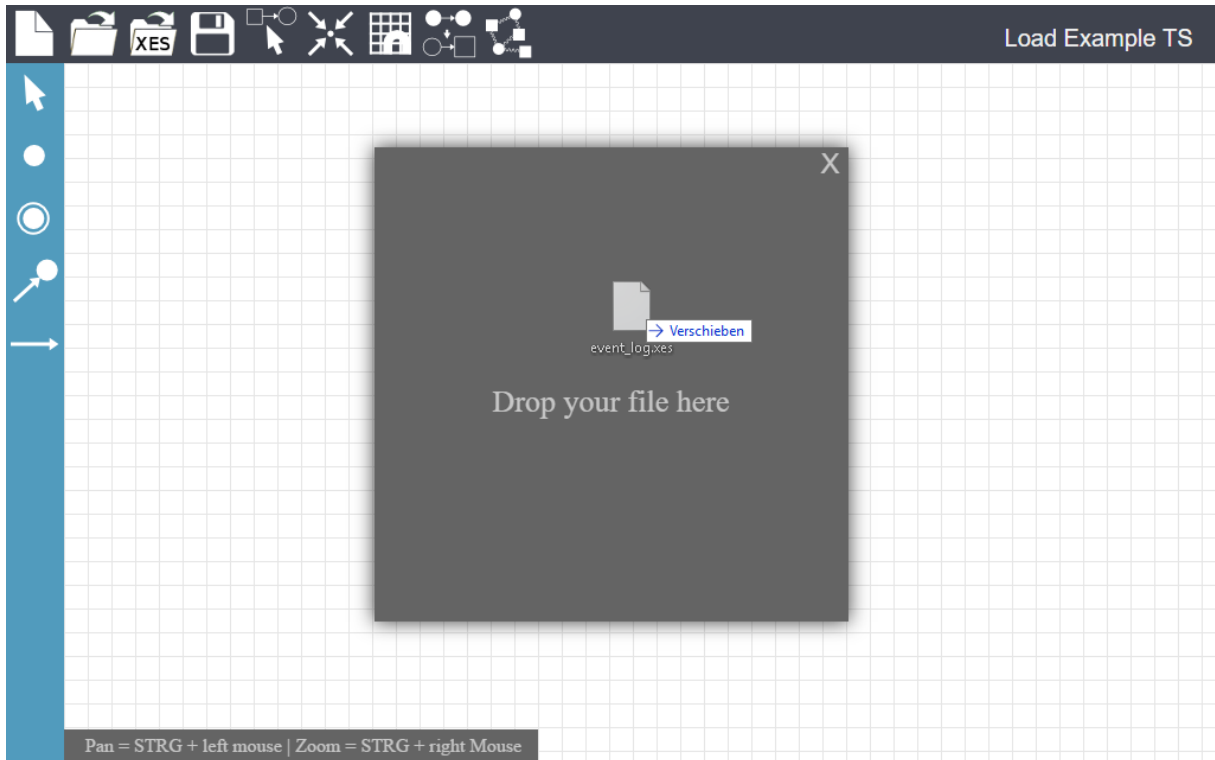 XES
Load Example TS
X
Verschieben
event_log.xes
Drop your file here
Pan = STRG + left mouse | Zoom = STRG + right Mouse